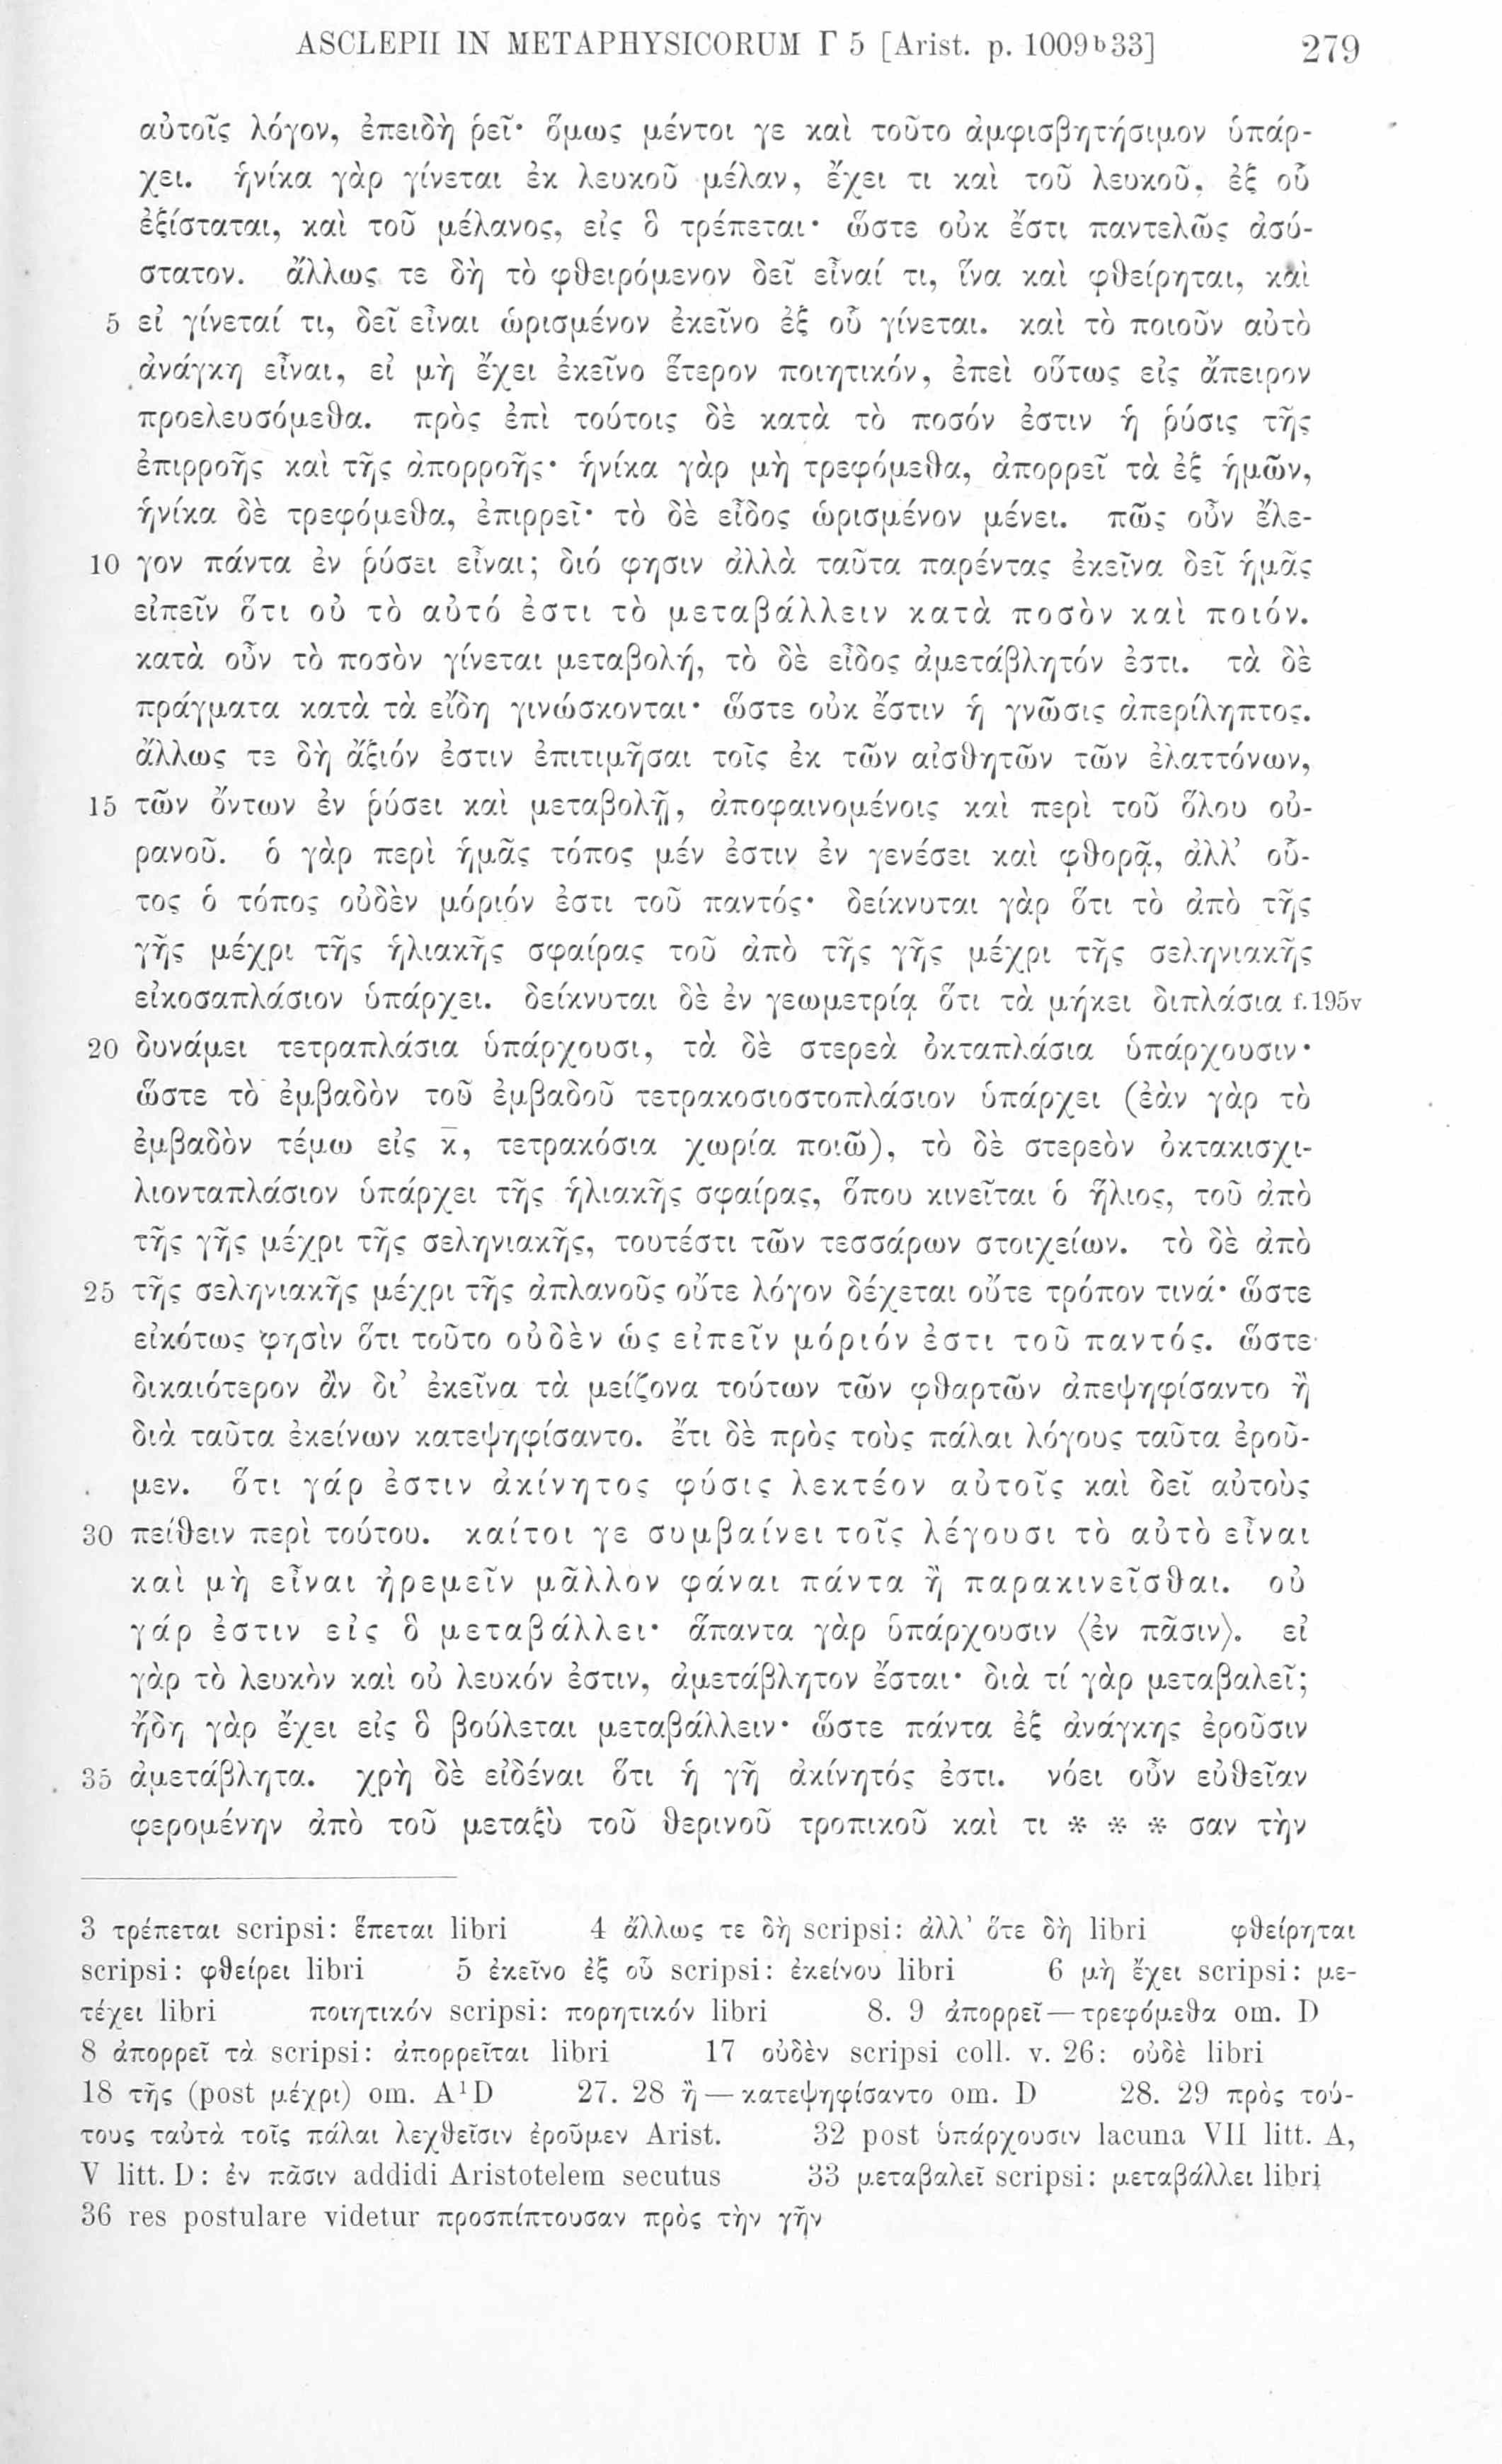 ASCLEPII IN METAPHYSICORUM Γ 5 [Arist. p. 1009ᵇ33] 279
αὐτοῖς λόγον, ἐπειδὴ ῥεῖ· ὅμως μέντοι γε καὶ τοῦτο ἀμφισβητήσιμον ὑπάρ-
χει. ἡνίκα γὰρ γίνεται ἐκ λευκοῦ μέλαν, ἔχει τι καὶ τοῦ λευκοῦ, ἐξ οὗ
ἐξίσταται, καὶ τοῦ μέλανος, εἰς ὃ τρέπεται· ὥστε οὐκ ἔστι παντελῶς ἀσύ-
στατον. ἄλλως τε δὴ τὸ φθειρόμενον δεῖ εἶναί τι, ἵνα καὶ φθείρηται, καὶ
5 εἰ γίνεταί τι, δεῖ εἶναι ὡρισμένον ἐκεῖνο ἐξ οὗ γίνεται. καὶ τὸ ποιοῦν αὐτὸ
ἀνάγκη εἶναι, εἰ μὴ ἔχει ἐκεῖνο ἕτερον ποιητικόν, ἐπεὶ οὕτως εἰς ἄπειρον
προελευσόμεθα. πρὸς ἐπὶ τούτοις δὲ κατὰ τὸ ποσόν ἐστιν ἡ ῥύσις τῆς
ἐπιρροῆς καὶ τῆς ἀπορροῆς· ἡνίκα γὰρ μὴ τρεφόμεθα, ἀπορρεῖ τὰ ἐξ ἡμῶν,
ἡνίκα δὲ τρεφόμεθα, ἐπιρρεῖ· τὸ δὲ εἶδος ὡρισμένον μένει. πῶς οὖν ἔλε-
10 γον πάντα ἐν ῥύσει εἶναι; διό φησιν ἀλλὰ ταῦτα παρέντας ἐκεῖνα δεῖ ἡμᾶς
εἰπεῖν ὅτι οὐ τὸ αὐτό ἐστι τὸ μεταβάλλειν κατὰ ποσὸν καὶ ποιόν.
κατὰ οὖν τὸ ποσὸν γίνεται μεταβολή, τὸ δὲ εἶδος ἀμετάβλητόν ἐστι. τὰ δὲ
πράγματα κατὰ τὰ εἴδη γινώσκονται· ὥστε οὐκ ἔστιν ἡ γνῶσις ἀπερίληπτος.
ἄλλως τε δὴ ἄξιόν ἐστιν ἐπιτιμῆσαι τοῖς ἐκ τῶν αἰσθητῶν τῶν ἐλαττόνων,
15 τῶν ὄντων ἐν ῥύσει καὶ μεταβολῇ, ἀποφαινομένοις καὶ περὶ τοῦ ὅλου οὐ-
ρανοῦ. ὁ γὰρ περὶ ἡμᾶς τόπος μέν ἐστιν ἐν γενέσει καὶ φθορᾷ, ἀλλ’ οὗ-
τος ὁ τόπος οὐδὲν μόριόν ἐστι τοῦ παντός· δείκνυται γὰρ ὅτι τὸ ἀπὸ τῆς
γῆς μέχρι τῆς ἡλιακῆς σφαίρας τοῦ ἀπὸ τῆς γῆς μέχρι τῆς σεληνιακῆς
εἰκοσαπλάσιον ὑπάρχει. δείκνυται δὲ ἐν γεωμετρίᾳ ὅτι τὰ μήκει διπλάσια f. 195v
20 δυνάμει τετραπλάσια ὑπάρχουσι, τὰ δὲ στερεὰ ὀκταπλάσια ὑπάρχουσιν·
ὥστε τὸ ἐμβαδὸν τοῦ ἐμβαδοῦ τετρακοσιοστοπλάσιον ὑπάρχει (ἐὰν γὰρ τὸ
ἐμβαδὸν τέμω εἰς κ̅, τετρακόσια χωρία ποιῶ), τὸ δὲ στερεὸν ὀκτακισχι-
λιονταπλάσιον ὑπάρχει τῆς ἡλιακῆς σφαίρας, ὅπου κινεῖται ὁ ἥλιος, τοῦ ἀπὸ
τῆς γῆς μέχρι τῆς σεληνιακῆς, τουτέστι τῶν τεσσάρων στοιχείων. τὸ δὲ ἀπὸ
25 τῆς σεληνιακῆς μέχρι τῆς ἀπλανοῦς οὔτε λόγον δέχεται οὔτε τρόπον τινά· ὥστε
εἰκότως φησὶν ὅτι τοῦτο οὐδὲν ὡς εἰπεῖν μόριόν ἐστι τοῦ παντός. ὥστε
δικαιότερον ἂν δι’ ἐκεῖνα τὰ μείζονα τούτων τῶν φθαρτῶν ἀπεψηφίσαντο ἢ
διὰ ταῦτα ἐκείνων κατεψηφίσαντο. ἔτι δὲ πρὸς τοὺς πάλαι λόγους ταῦτα ἐροῦ-
μεν. ὅτι γάρ ἐστιν ἀκίνητος φύσις λεκτέον αὐτοῖς καὶ δεῖ αὐτοὺς
30 πείθειν περὶ τούτου. καίτοι γε συμβαίνει τοῖς λέγουσι τὸ αὐτὸ εἶναι
καὶ μὴ εἶναι ἠρεμεῖν μᾶλλον φάναι πάντα ἢ παρακινεῖσθαι. οὐ
γάρ ἐστιν εἰς ὃ μεταβάλλει· ἅπαντα γὰρ ὑπάρχουσιν ⟨ἐν πᾶσιν⟩. εἰ
γὰρ τὸ λευκὸν καὶ οὐ λευκόν ἐστιν, ἀμετάβλητον ἔσται· διὰ τί γὰρ μεταβαλεῖ;
ἤδη γὰρ ἔχει εἰς ὃ βούλεται μεταβάλλειν· ὥστε πάντα ἐξ ἀνάγκης ἐροῦσιν
35 ἀμετάβλητα. χρὴ δὲ εἰδέναι ὅτι ἡ γῆ ἀκίνητός ἐστι. νόει οὖν εὐθεῖαν
φερομένην ἀπὸ τοῦ μεταξὺ τοῦ θερινοῦ τροπικοῦ καὶ τι * * * σαν τὴν
3 τρέπεται scripsi: ἕπεται libri 4 ἄλλως τε δὴ scripsi: ἀλλ’ ὅτε δὴ libri φθείρηται
scripsi: φθείρει libri 5 ἐκεῖνο ἐξ οὗ scripsi: ἐκείνου libri 6 μὴ ἔχει scripsi: με-
τέχει libri ποιητικόν scripsi: πορητικόν libri 8. 9 ἀπορρεῖ — τρεφόμεθα om. D
8 ἀπορρεῖ τὰ scripsi: ἀπορρεῖται libri 17 οὐδὲν scripsi coll. v. 26: οὐδὲ libri
18 τῆς (post μέχρι) om. A¹D 27. 28 ἢ — κατεψηφίσαντο om. D 28. 29 πρὸς τού-
τους ταὐτὰ τοῖς πάλαι λεχθεῖσιν ἐροῦμεν Arist. 32 post ὑπάρχουσιν lacuna VII litt. A,
V litt. D: ἐν πᾶσιν addidi Aristotelem secutus 33 μεταβαλεῖ scripsi: μεταβάλλει libri
36 res postulare videtur προσπίπτουσαν πρὸς τὴν γῆν